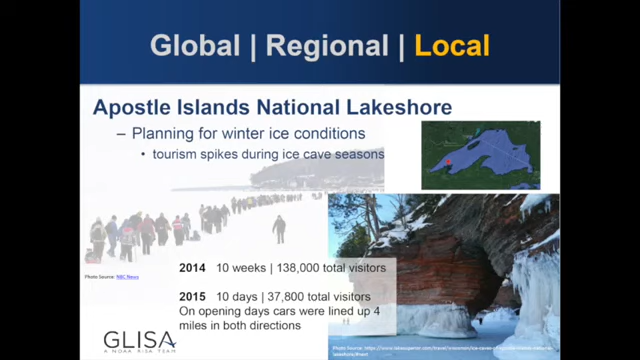 Global | Regional | Local
Apostle Islands National Lakeshore
– Planning for winter ice conditions
• tourism spikes during ice cave seasons
2014 10 weeks | 138,000 total visitors
Photo Source: NBC News
2015 10 days | 37,800 total visitors
On opening days cars were lined up 4
miles in both directions
GLISA
A NOAA RISA TEAM